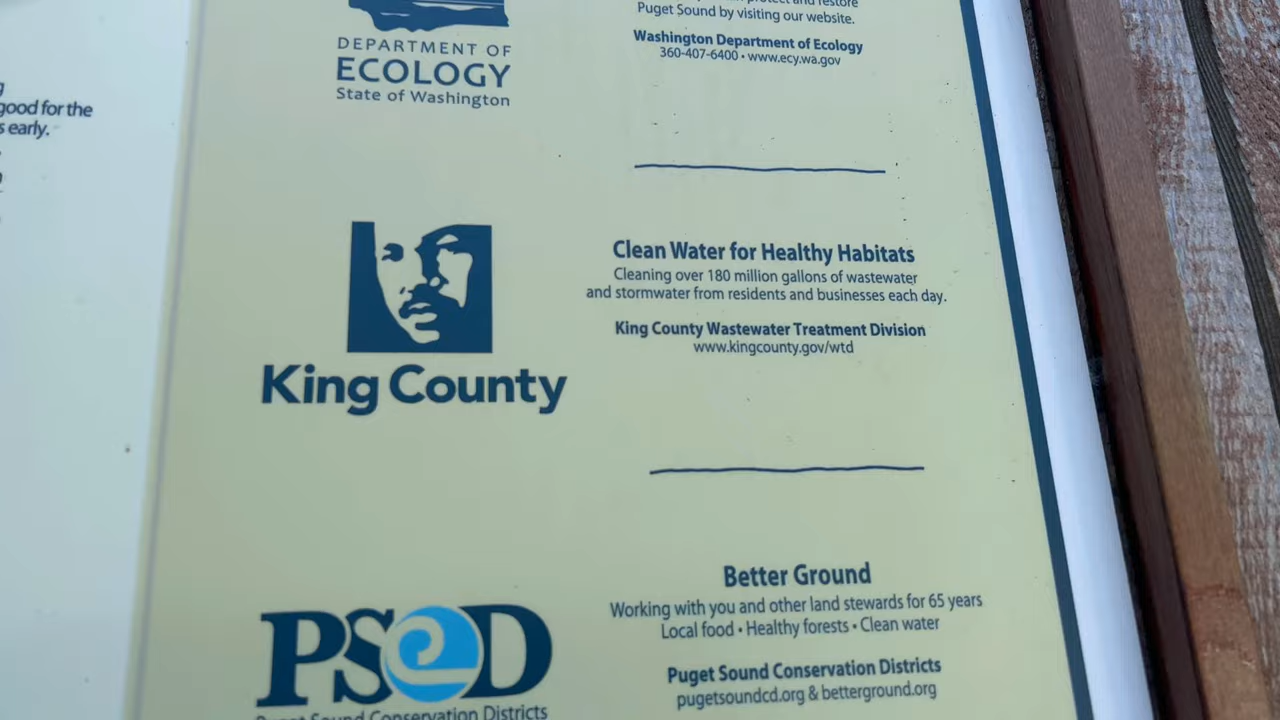 good for the
s early.
protect and restore
Puget Sound by visiting our website.
Washington Department of Ecology
360-407-6400 • www.ecy.wa.gov
DEPARTMENT OF
ECOLOGY
State of Washington
Clean Water for Healthy Habitats
Cleaning over 180 million gallons of wastewater
and stormwater from residents and businesses each day.
King County Wastewater Treatment Division
www.kingcounty.gov/wtd
King County
Better Ground
Working with you and other land stewards for 65 years
Local food • Healthy forests • Clean water
Puget Sound Conservation Districts
pugetsoundcd.org & betterground.org
PSCD
Puget Sound Conservation Districts